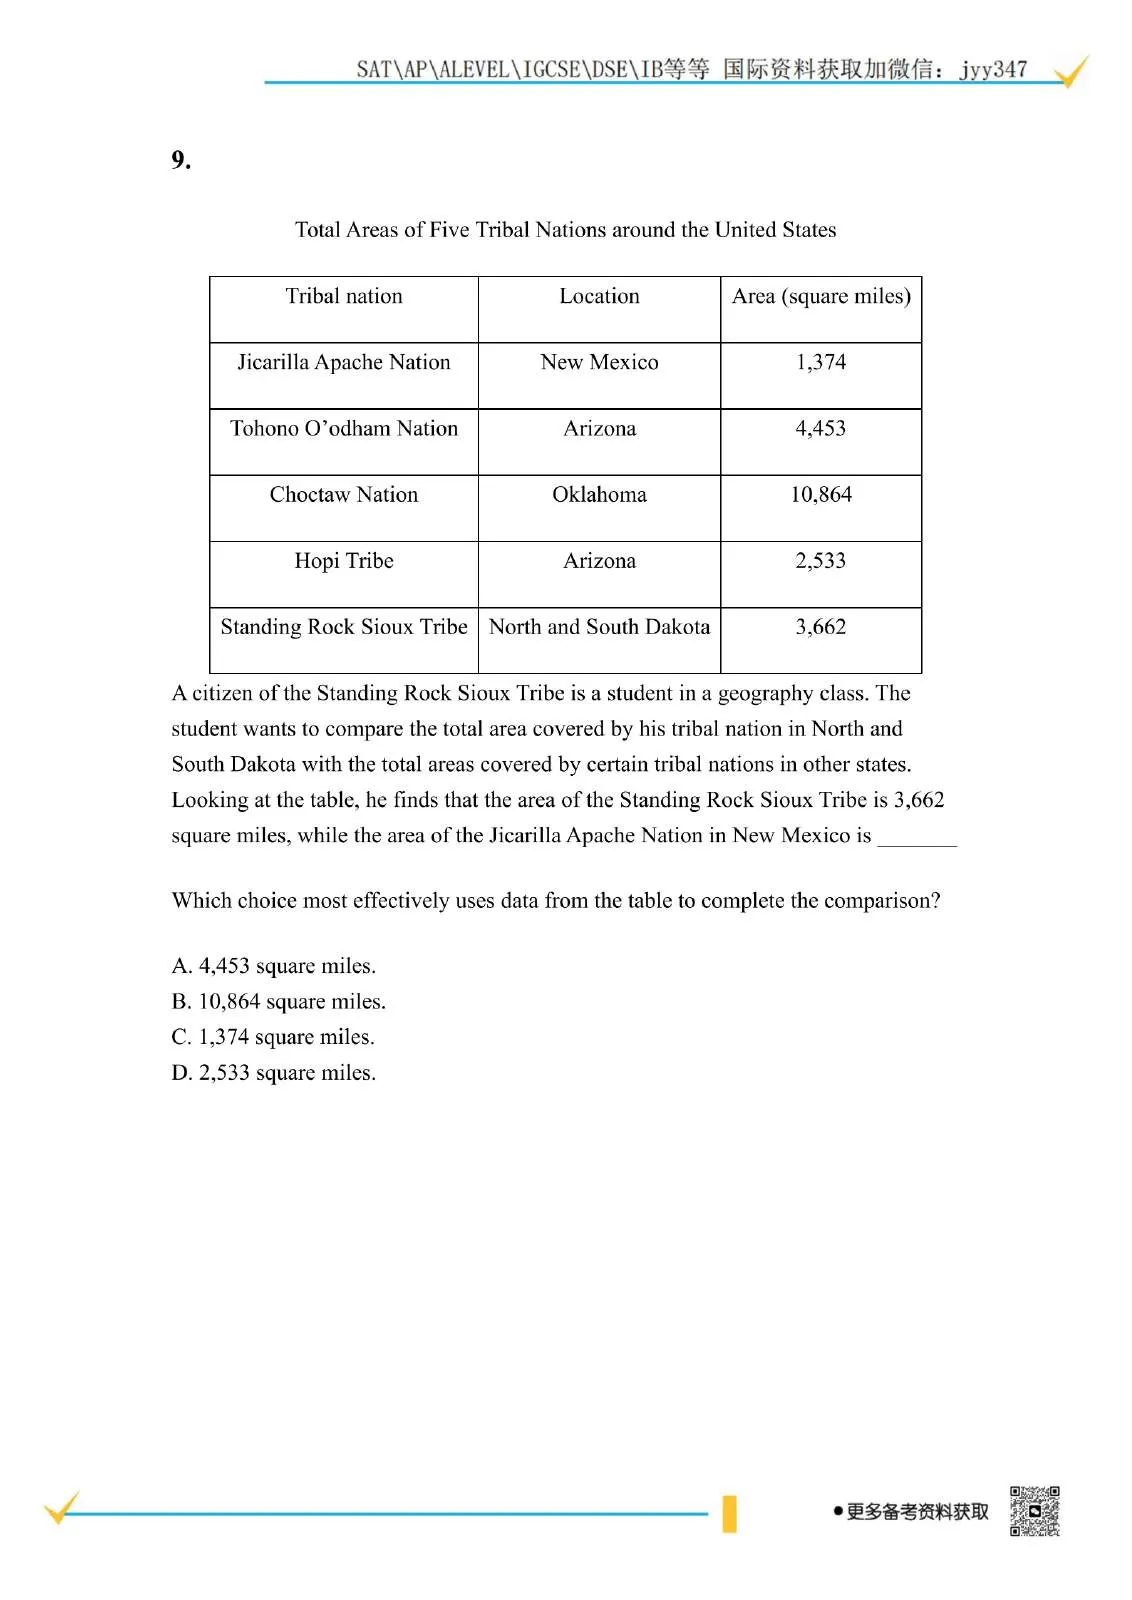 SAT\AP\ALEVEL\IGCSE\DSE\IB等等 国际资料获取加微信：jyy347
9.
Total Areas of Five Tribal Nations around the United States
Tribal nation Location Area (square miles)
Jicarilla Apache Nation New Mexico 1,374
Tohono O’odham Nation Arizona 4,453
Choctaw Nation Oklahoma 10,864
Hopi Tribe Arizona 2,533
Standing Rock Sioux Tribe North and South Dakota 3,662
A citizen of the Standing Rock Sioux Tribe is a student in a geography class. The
student wants to compare the total area covered by his tribal nation in North and
South Dakota with the total areas covered by certain tribal nations in other states.
Looking at the table, he finds that the area of the Standing Rock Sioux Tribe is 3,662
square miles, while the area of the Jicarilla Apache Nation in New Mexico is _______
Which choice most effectively uses data from the table to complete the comparison?
A. 4,453 square miles.
B. 10,864 square miles.
C. 1,374 square miles.
D. 2,533 square miles.
●更多备考资料获取